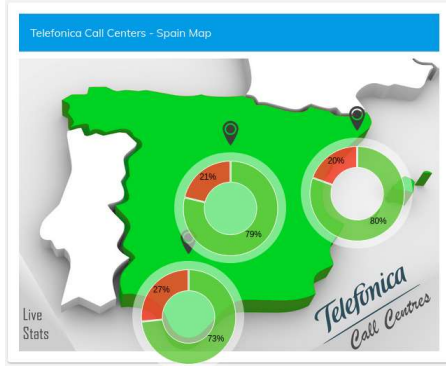 Telefonica Call Centers - Spain Map
21%
79%
20%
80%
27%
73%
Live
Stats
Telefonica
Call Centres